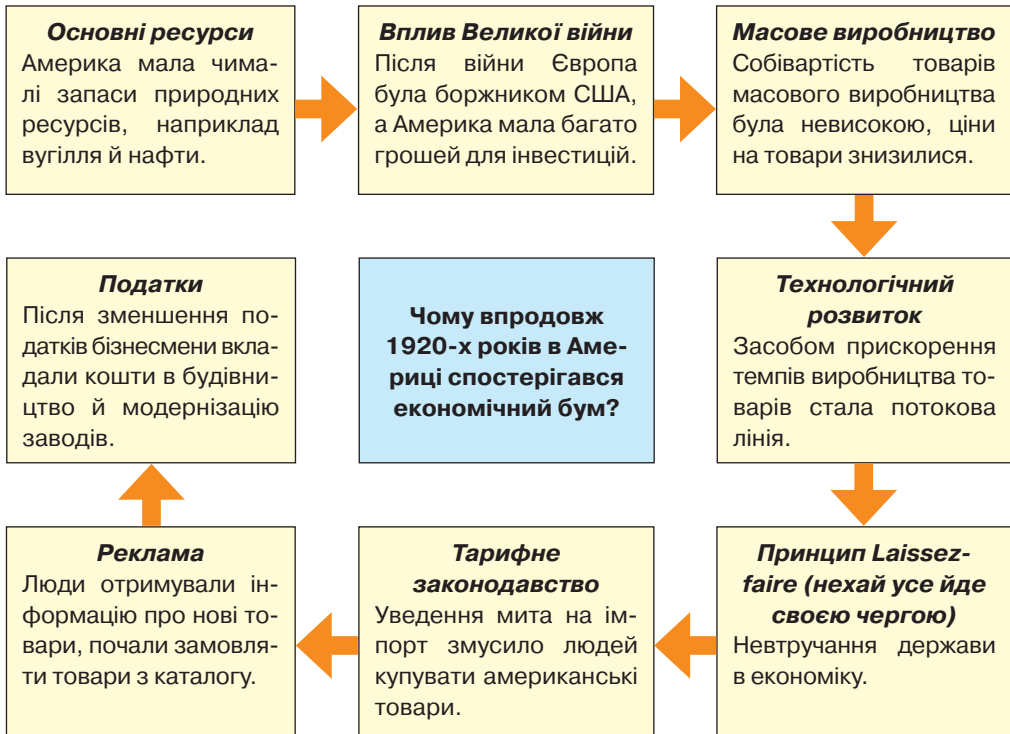 Основні ресурси
Америка мала чима-
лі запаси природних
ресурсів, наприклад
вугілля й нафти.
Вплив Великої війни
Після війни Європа
була боржником США,
а Америка мала багато
грошей для інвестицій.
Масове виробництво
Собівартість товарів
масового виробництва
була невисокою, ціни
на товари знизилися.
Технологічний
розвиток
Засобом прискорення
темпів виробництва то-
варів стала потокова
лінія.
Принцип Laissez-
faire (нехай усе йде
своєю чергою)
Невтручання держави
в економіку.
Тарифне
законодавство
Уведення мита на ім-
порт змусило людей
купувати американські
товари.
Реклама
Люди отримували ін-
формацію про нові то-
вари, почали замовля-
ти товари з каталогу.
Податки
Після зменшення по-
датків бізнесмени вкла-
дали кошти в будівни-
цтво й модернізацію
заводів.
Чому впродовж
1920-х років в Аме-
риці спостерігався
економічний бум?